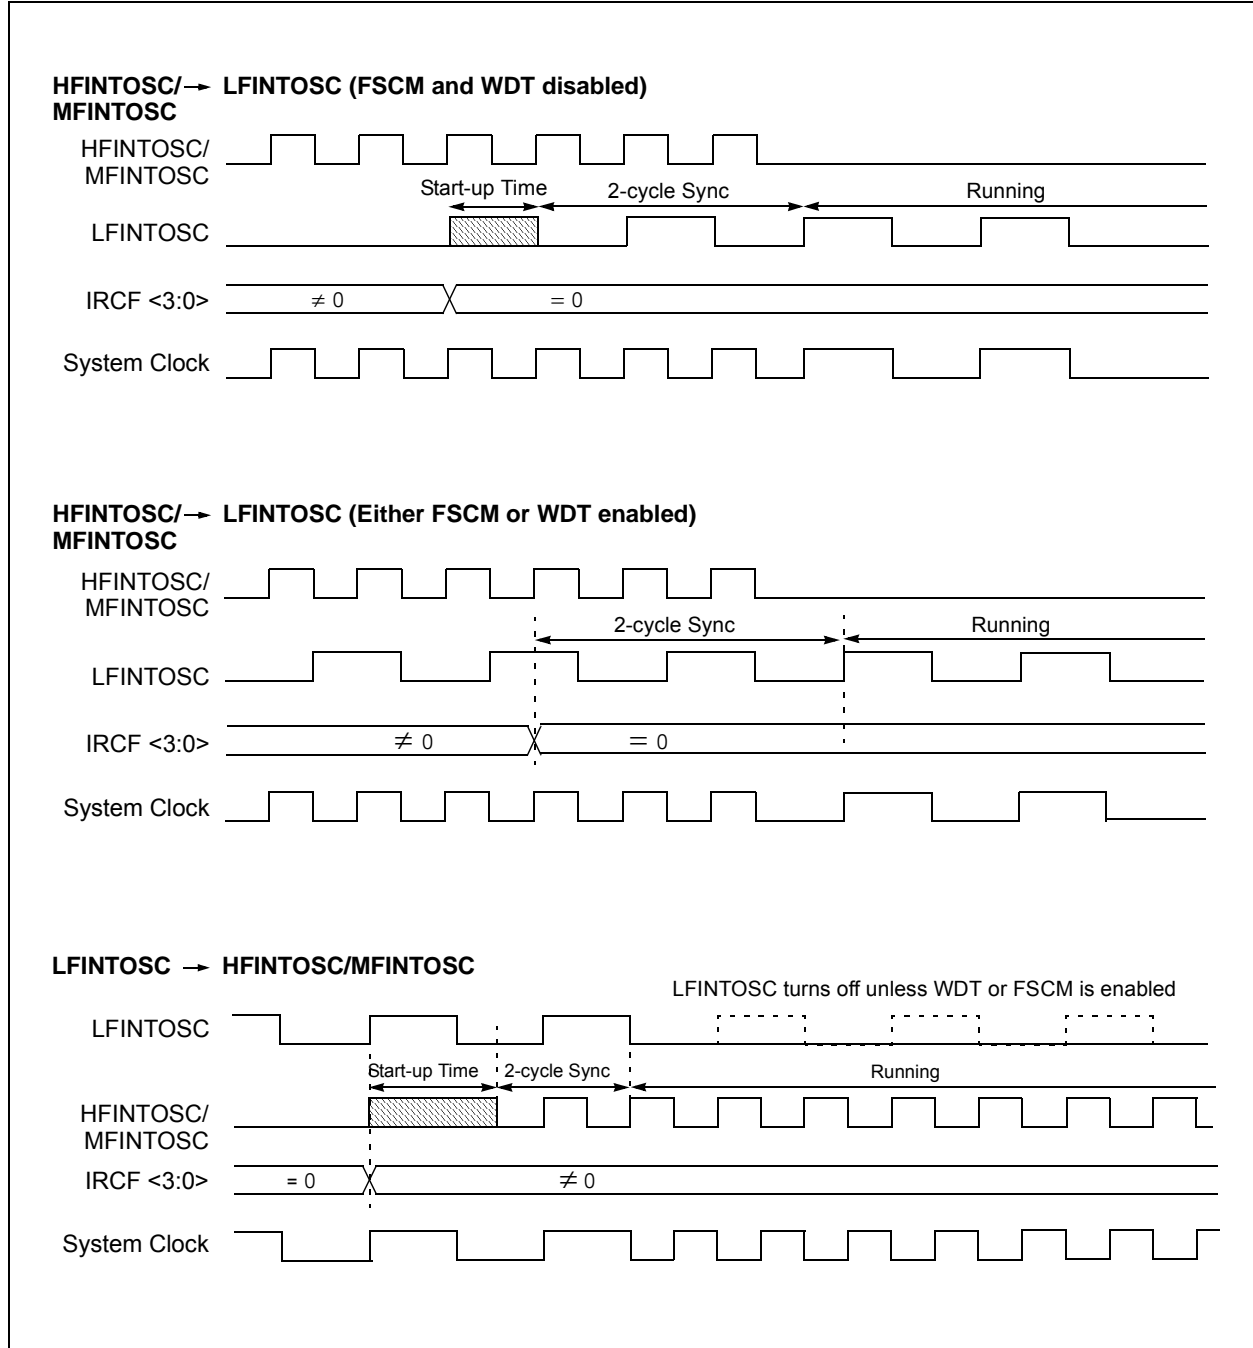 HFINTOSC/→ LFINTOSC (FSCM and WDT disabled)
MFINTOSC
HFINTOSC/
MFINTOSC
Start-up Time 2-cycle Sync Running
LFINTOSC
IRCF <3:0> ≠ 0 = 0
System Clock
HFINTOSC/→ LFINTOSC (Either FSCM or WDT enabled)
MFINTOSC
HFINTOSC/
MFINTOSC
2-cycle Sync Running
LFINTOSC
IRCF <3:0> ≠ 0 = 0
System Clock
LFINTOSC → HFINTOSC/MFINTOSC
LFINTOSC turns off unless WDT or FSCM is enabled
LFINTOSC
Start-up Time 2-cycle Sync Running
HFINTOSC/
MFINTOSC
IRCF <3:0> = 0 ≠ 0
System Clock